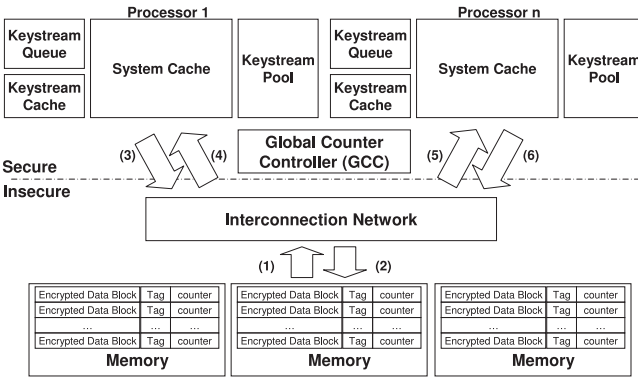 Processor 1
Processor n
Keystream Queue
System Cache
Keystream Pool
Keystream Cache
Keystream Queue
System Cache
Keystream Pool
Keystream Cache
(3)
(4)
Global Counter
Controller (GCC)
(5)
(6)
Secure
Insecure
Interconnection Network
(1)
(2)
Encrypted Data Block Tag counter
Encrypted Data Block Tag counter
... ... ...
Encrypted Data Block Tag counter
Memory
Encrypted Data Block Tag counter
Encrypted Data Block Tag counter
... ... ...
Encrypted Data Block Tag counter
Memory
Encrypted Data Block Tag counter
Encrypted Data Block Tag counter
... ... ...
Encrypted Data Block Tag counter
Memory